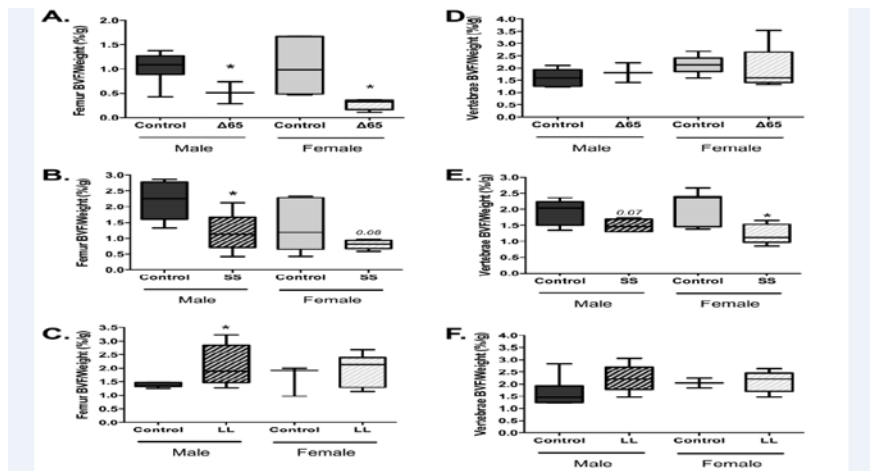 A.
Femur BVF/Weight (%/g)
2.0
1.5
1.0
0.5
0.0
*
*
Control Δ65 Control Δ65
Male Female
D.
Vertebrae BVF/Weight (%/g)
4.0
3.5
3.0
2.5
2.0
1.5
1.0
0.5
0.0
Control Δ65 Control Δ65
Male Female
B.
Femur BVF/Weight (%/g)
3.0
2.5
2.0
1.5
1.0
0.5
0.0
*
0.08
Control SS Control SS
Male Female
E.
Vertebrae BVF/Weight (%/g)
3.0
2.5
2.0
1.5
1.0
0.5
0.0
0.07
*
Control SS Control SS
Male Female
C.
Femur BVF/Weight (%/g)
3.5
3.0
2.5
2.0
1.5
1.0
0.5
0.0
*
Control LL Control LL
Male Female
F.
Vertebrae BVF/Weight (%/g)
4.0
3.5
3.0
2.5
2.0
1.5
1.0
0.5
0.0
Control LL Control LL
Male Female